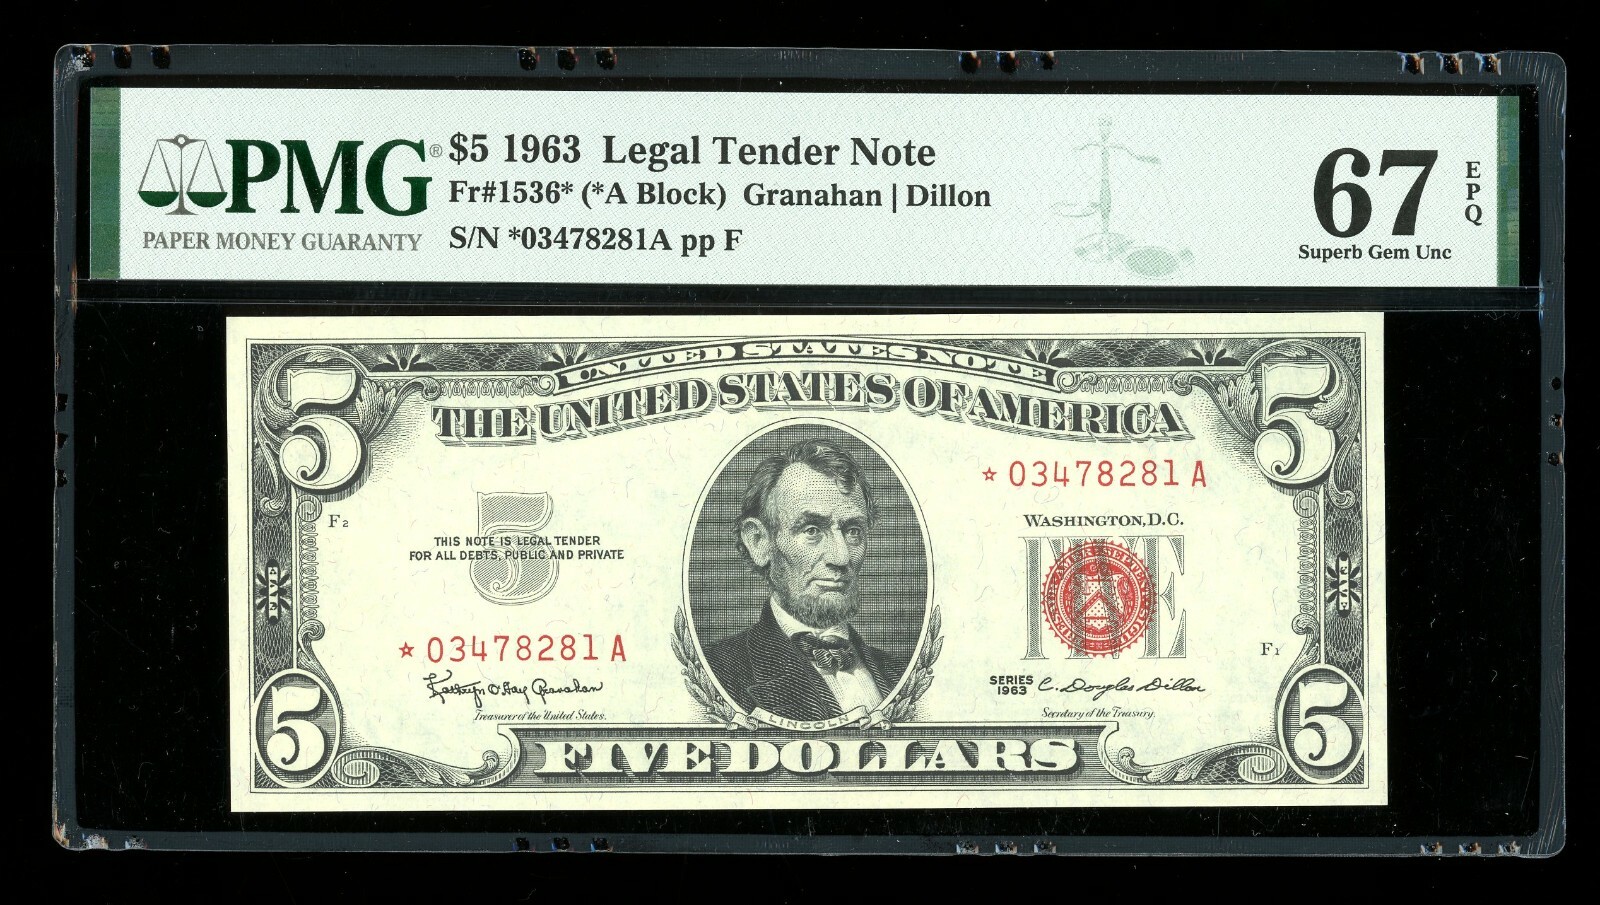 PMG®
PAPER MONEY GUARANTY
$5 1963 Legal Tender Note
Fr#1536* (*A Block) Granahan | Dillon
S/N *03478281A pp F
67
EPQ
Superb Gem Unc
UNITED STATES NOTE
THE UNITED STATES OF AMERICA
5
5
☆ 03478281 A
F2
5
THIS NOTE IS LEGAL TENDER
FOR ALL DEBTS, PUBLIC AND PRIVATE
WASHINGTON, D.C.
FIVE
FIVE
FIVE
☆ 03478281 A
F1
Kathryn O'Hay Granahan
Treasurer of the United States.
SERIES
1963
C. Douglas Dillon
Secretary of the Treasury.
LINCOLN
5
FIVE DOLLARS
5